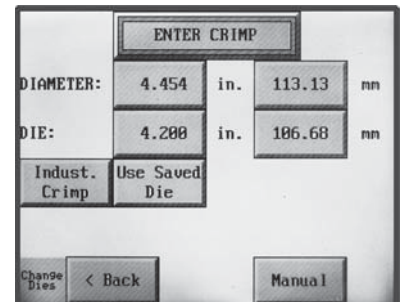 ENTER CRIMP
DIAMETER: 4.454 in. 113.13 mm
DIE: 4.200 in. 106.68 mm
Indust. Use Saved
Crimp Die
Change
Dies < Back Manual